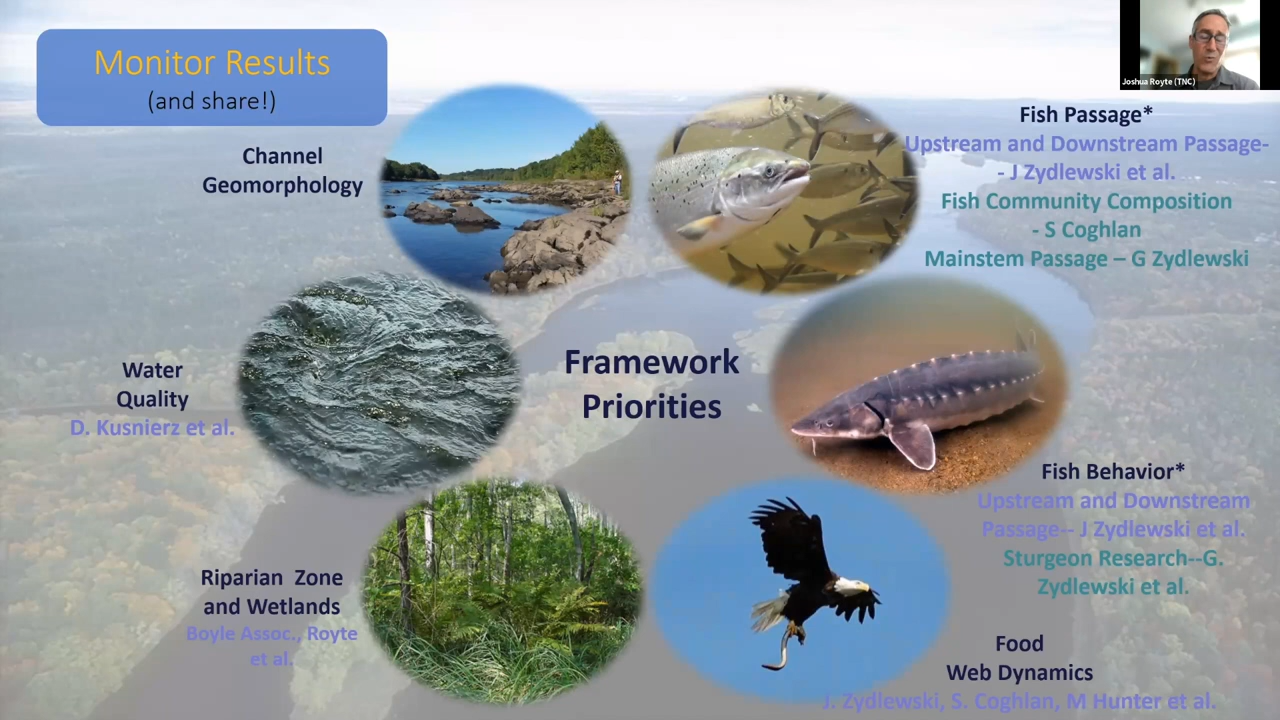 Monitor Results
(and share!)
Joshua Royte (TNC)
Channel
Geomorphology
Fish Passage*
Upstream and Downstream Passage-
- J Zydlewski et al.
Fish Community Composition
- S Coghlan
Mainstem Passage – G Zydlewski
Water
Quality
D. Kusnierz et al.
Framework
Priorities
Fish Behavior*
Upstream and Downstream
Passage-- J Zydlewski et al.
Sturgeon Research--G.
Zydlewski et al.
Riparian Zone
and Wetlands
Boyle Assoc., Royte
et al.
Food
Web Dynamics
J. Zydlewski, S. Coghlan, M Hunter et al.